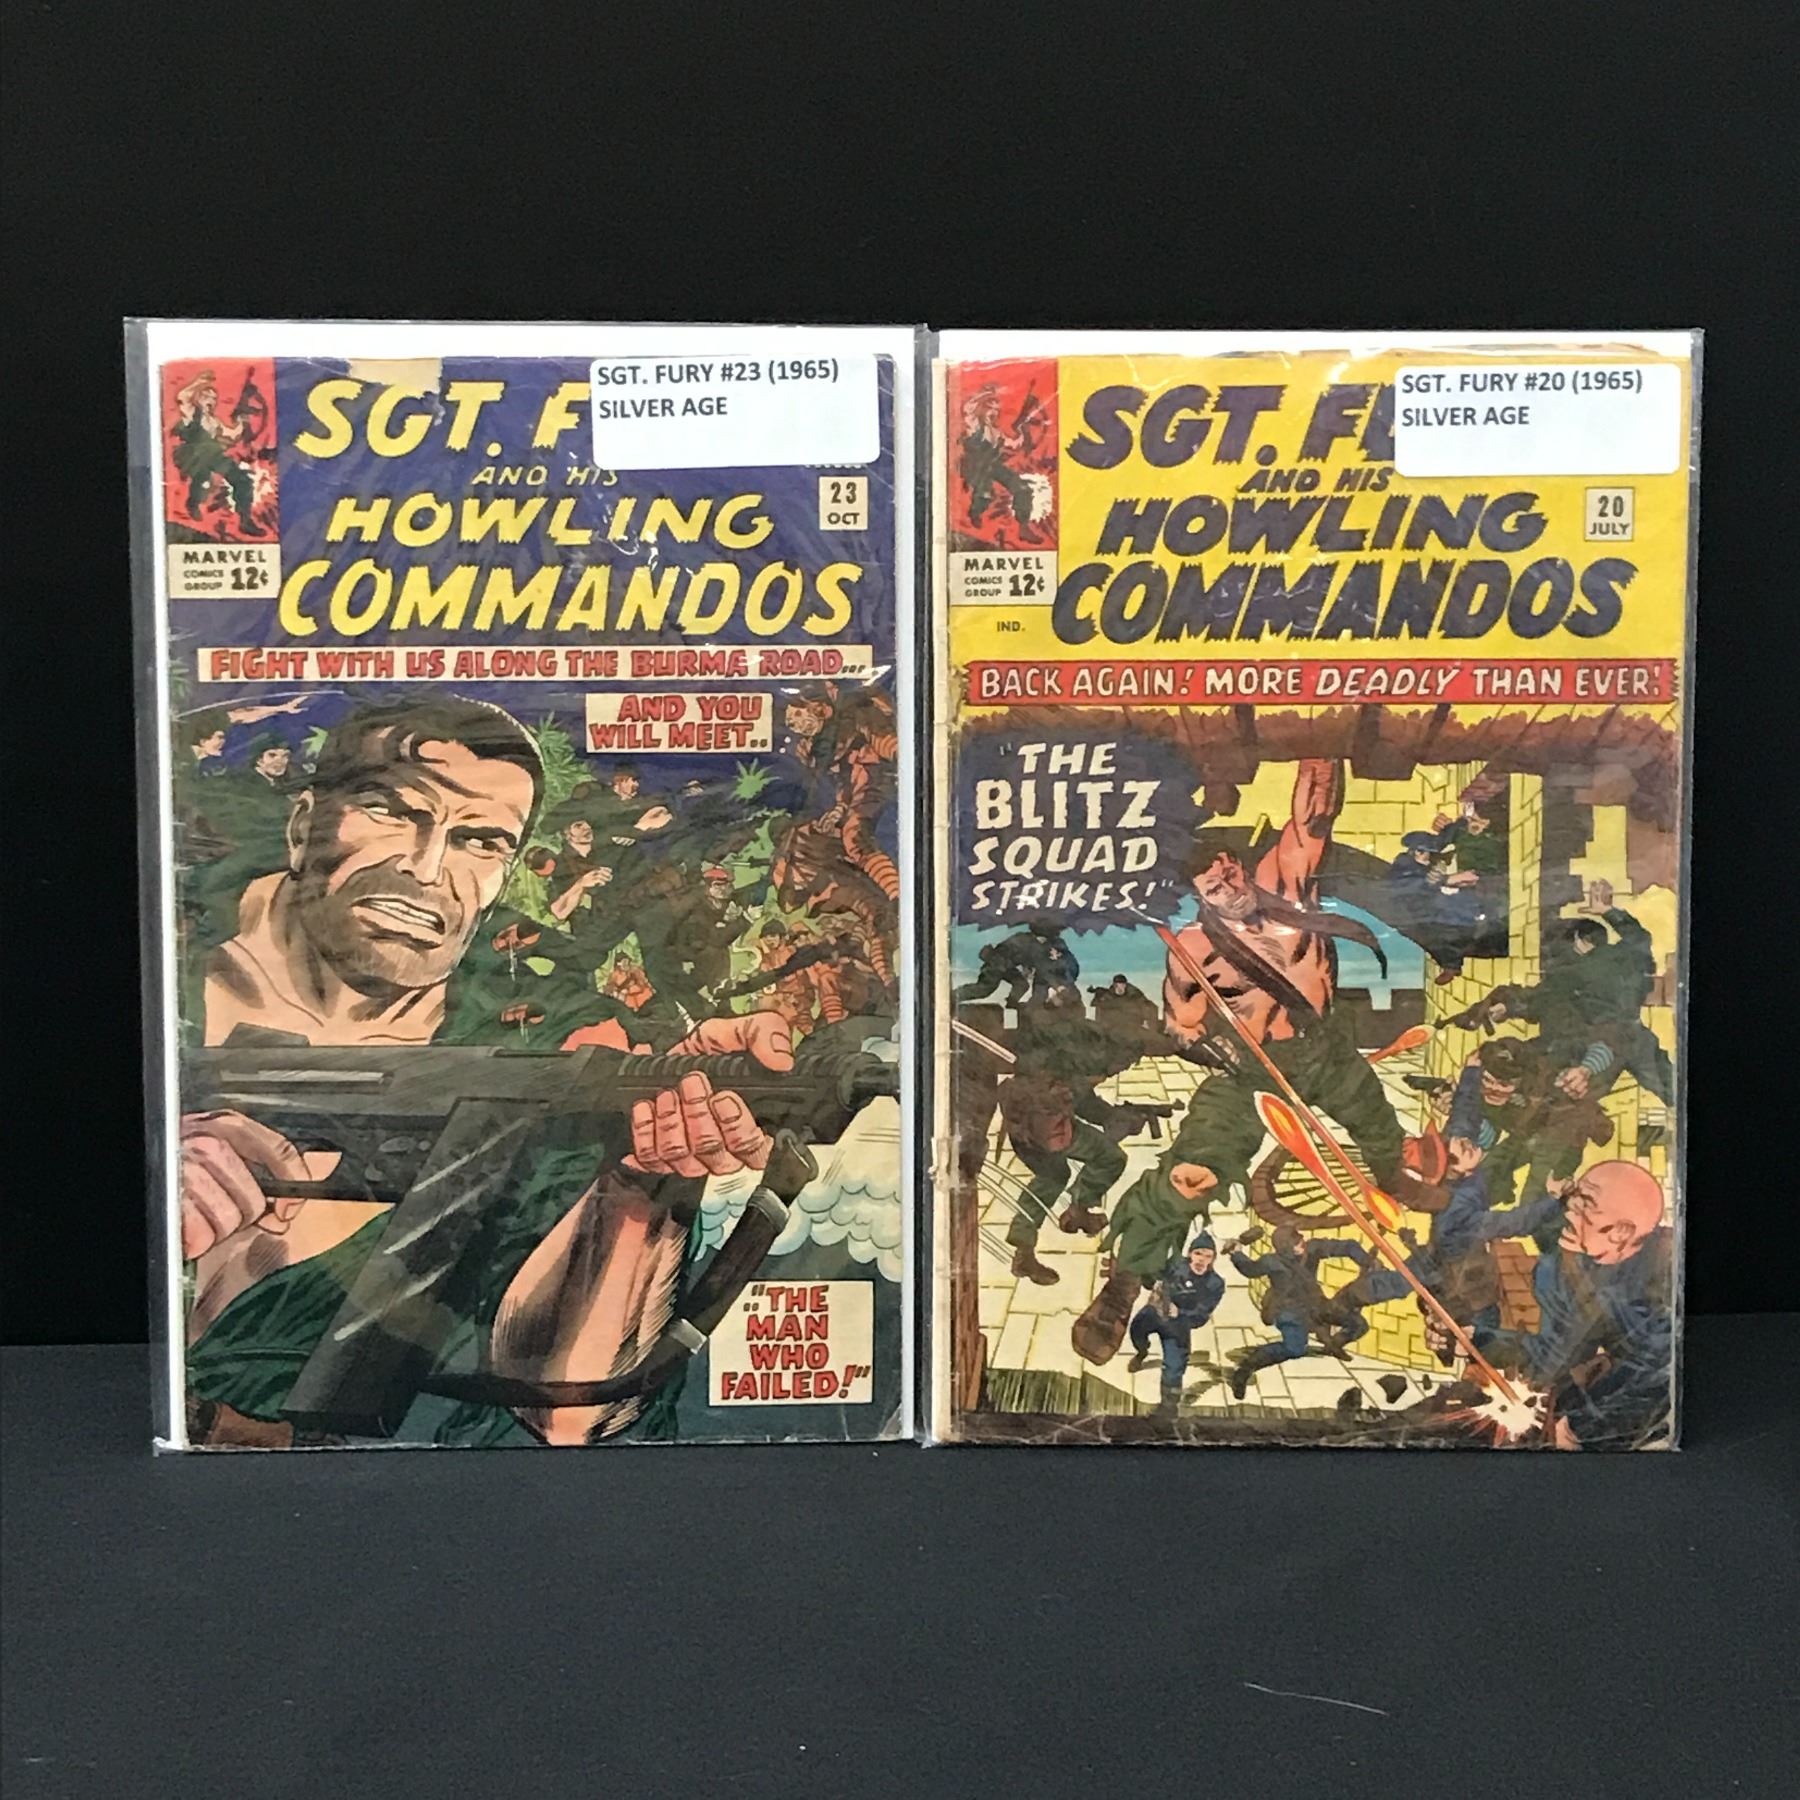 SGT. FURY #23 (1965)
SILVER AGE
SGT. F
AND HIS
HOWLING
COMMANDOS
23
OCT
MARVEL
COMICS
GROUP 12¢
FIGHT WITH US ALONG THE BURMA ROAD...
AND YOU
WILL MEET..
.."THE
MAN
WHO
FAILED!"
SGT. FURY #20 (1965)
SILVER AGE
SGT. FU
AND HIS
HOWLING
COMMANDOS
20
JULY
MARVEL
COMICS
GROUP 12¢
IND.
BACK AGAIN! MORE DEADLY THAN EVER!
"THE
BLITZ
SQUAD
STRIKES!"